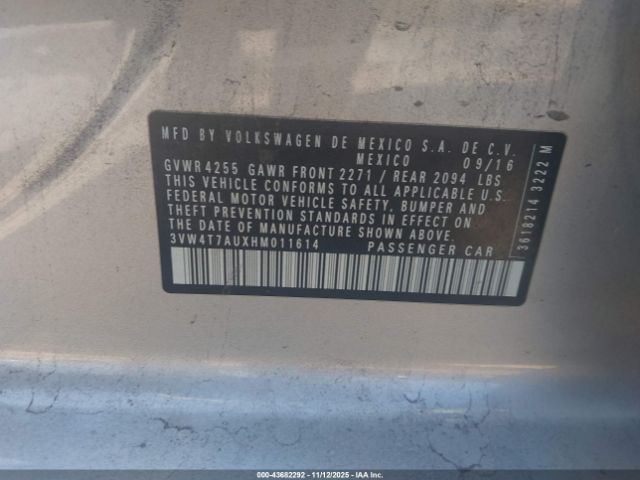 MFD BY VOLKSWAGEN DE MEXICO S.A. DE C.V.
MEXICO 09/16
GVWR 4255 GAWR FRONT 2271 / REAR 2094 LBS
THIS VEHICLE CONFORMS TO ALL APPLICABLE U.S.
FEDERAL MOTOR VEHICLE SAFETY, BUMPER, AND
THEFT PREVENTION STANDARDS IN EFFECT ON
THE DATE OF MANUFACTURE SHOWN ABOVE.
3VW4T7AUXHM011614 PASSENGER CAR
3618214 3222 M
000-43682292 - 11/12/2025 - IAA Inc.